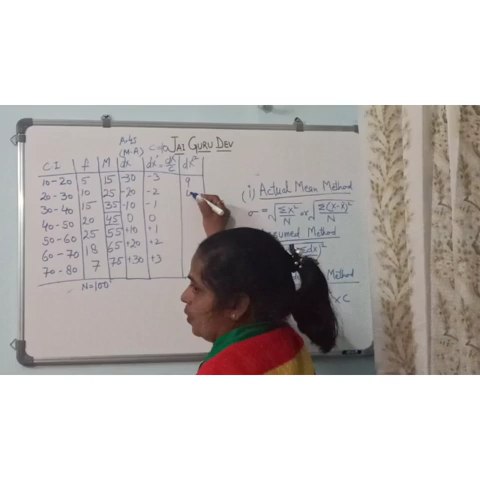 JAI GURU DEV
A=45
(M-A) C=10
C.I f M dx dx'=dx/C dx'²
10-20 5 15 -30 -3 9
20-30 10 25 -20 -2
30-40 15 35 -10 -1
40-50 20 45 0 0
50-60 25 55 +10 +1
60-70 18 65 +20 +2
70-80 7 75 +30 +3
N=100
(i) Actual Mean Method
σ = √Σx²/N or √Σ(x-x̄)²/N
Assumed Method
Σdx)²
Method
× C